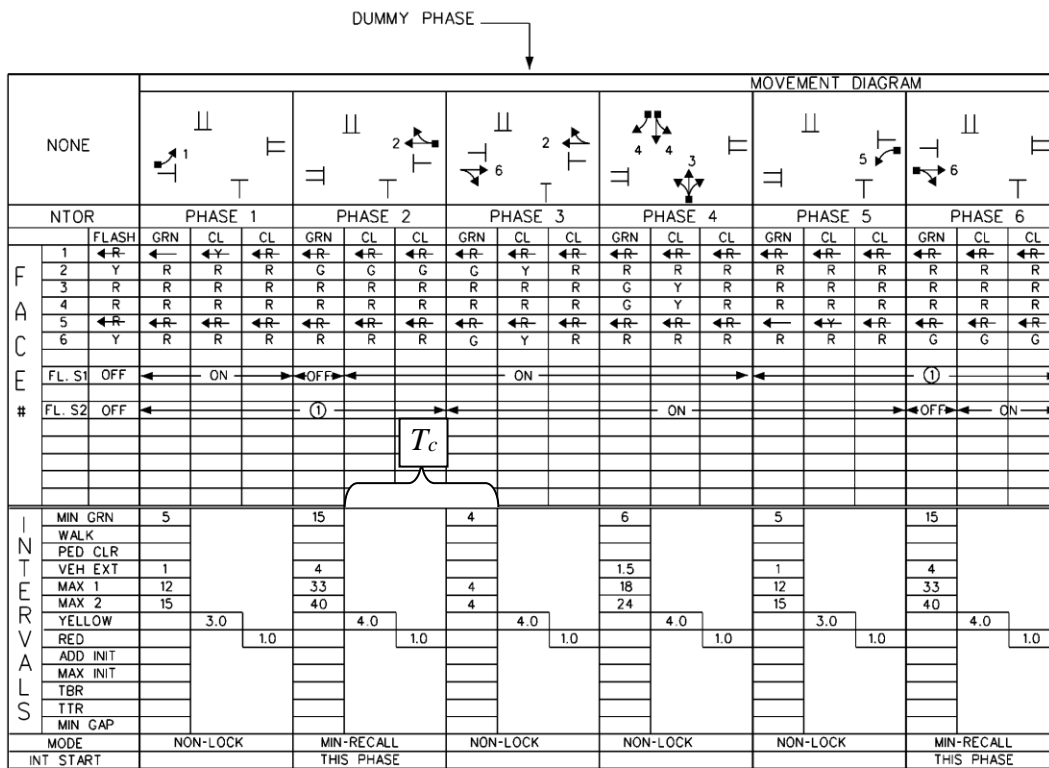 DUMMY PHASE
MOVEMENT DIAGRAM
NONE
1
2
2
6
4 4
3
5
6
NTOR PHASE 1 PHASE 2 PHASE 3 PHASE 4 PHASE 5 PHASE 6
FLASH GRN CL CL GRN CL CL GRN CL CL GRN CL CL GRN CL CL GRN CL CL
FACE #
1 R Y R R R R R R R R R R R R R R R R
2 Y R R R G G G G Y R R R R R R R R R R
3 R R R R R R R R R R G Y R R R R R R R
4 R R R R R R R R R R G Y R R R R R R R
5 R R R R R R R R R R R R R Y R R R R
6 Y R R R R R R G Y R R R R R R R G G G
FL. S1 OFF ON OFF ON 1
FL. S2 OFF 1 ON OFF ON
Tc
INTERVALS
MIN GRN 5 15 4 6 5 15
WALK
PED CLR
VEH EXT 1 4 1.5 1 4
MAX 1 12 33 4 18 12 33
MAX 2 15 40 4 24 15 40
YELLOW 3.0 4.0 4.0 4.0 3.0 4.0
RED 1.0 1.0 1.0 1.0 1.0 1.0
ADD INIT
MAX INIT
TBR
TTR
MIN GAP
MODE NON-LOCK MIN-RECALL NON-LOCK NON-LOCK NON-LOCK MIN-RECALL
INT START THIS PHASE THIS PHASE